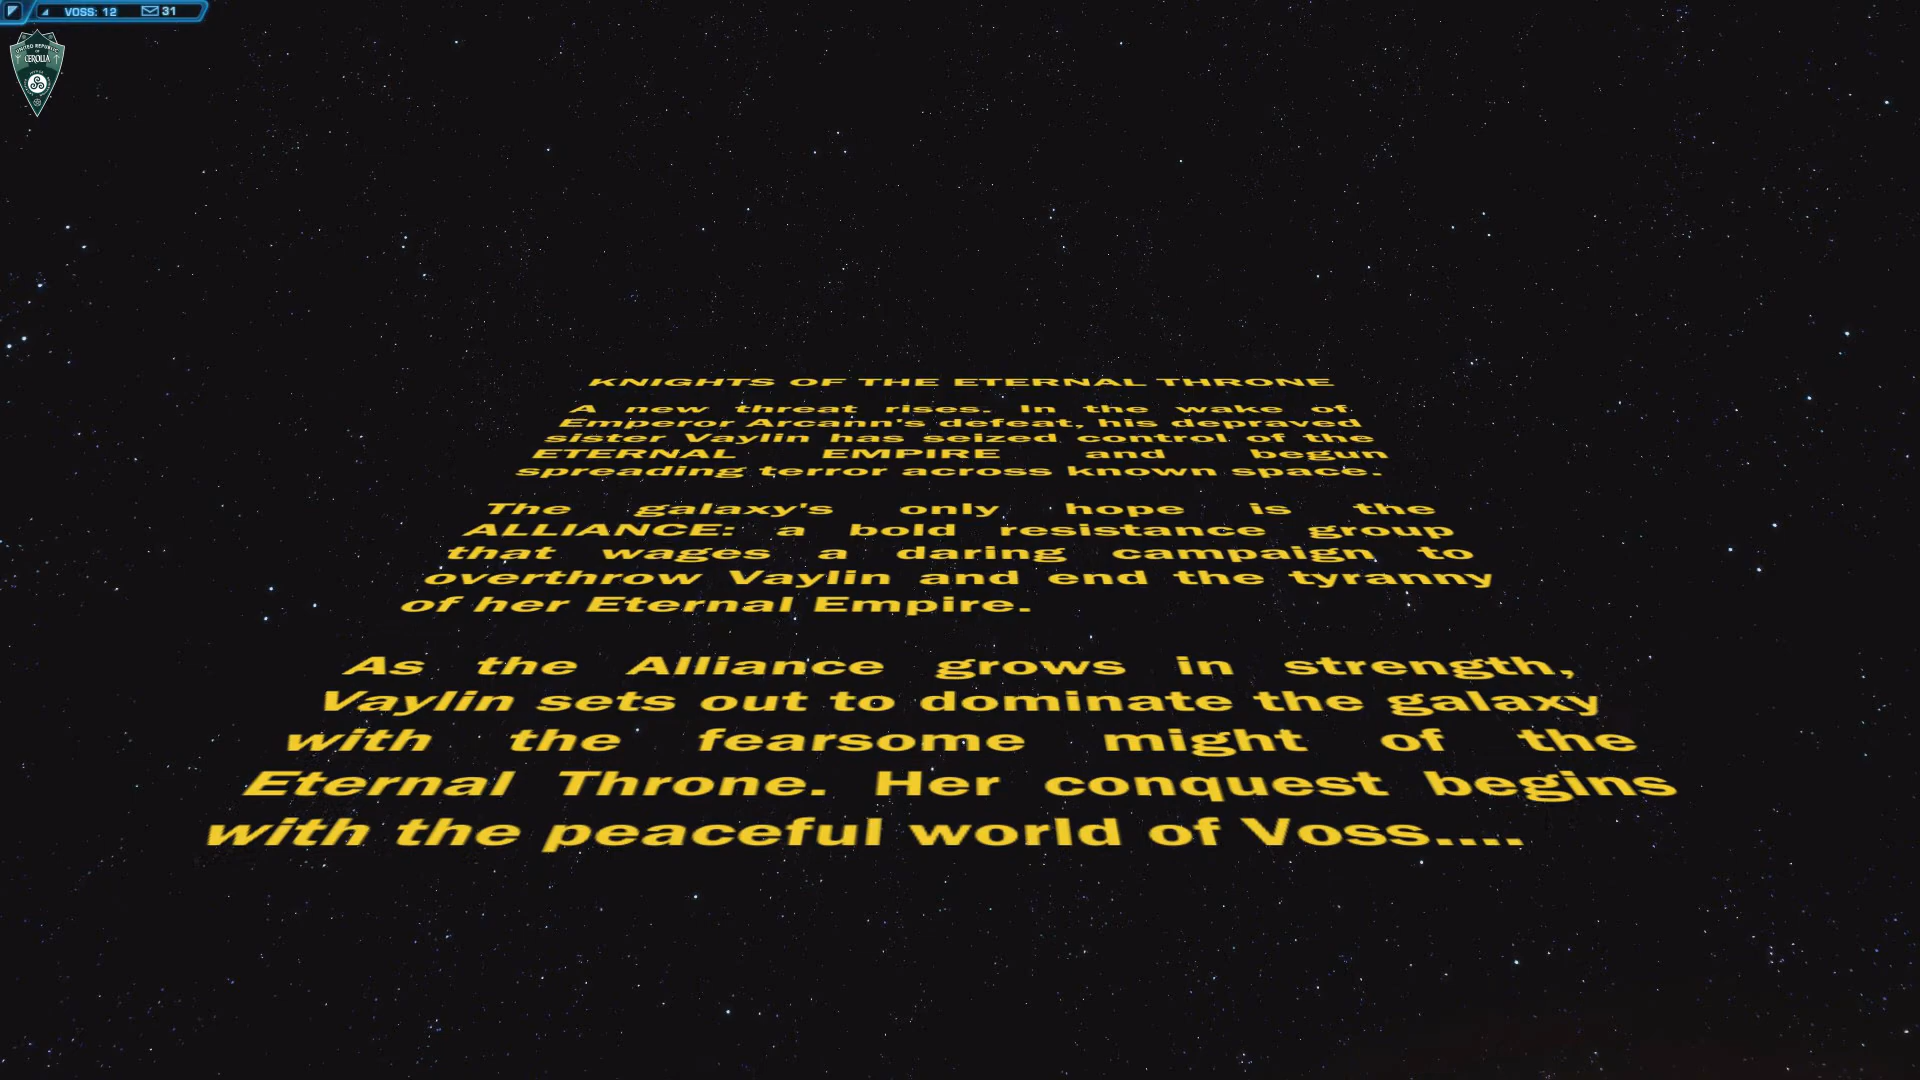 VOSS: 12 31
UNITED REPUBLIC
OF
CEROLIA
KNIGHTS OF THE ETERNAL THRONE
A new threat rises. In the wake of
Emperor Arcann's defeat, his depraved
sister Vaylin has seized control of the
ETERNAL EMPIRE and begun
spreading terror across known space.
The galaxy's only hope is the
ALLIANCE: a bold resistance group
that wages a daring campaign to
overthrow Vaylin and end the tyranny
of her Eternal Empire.
As the Alliance grows in strength,
Vaylin sets out to dominate the galaxy
with the fearsome might of the
Eternal Throne. Her conquest begins
with the peaceful world of Voss....